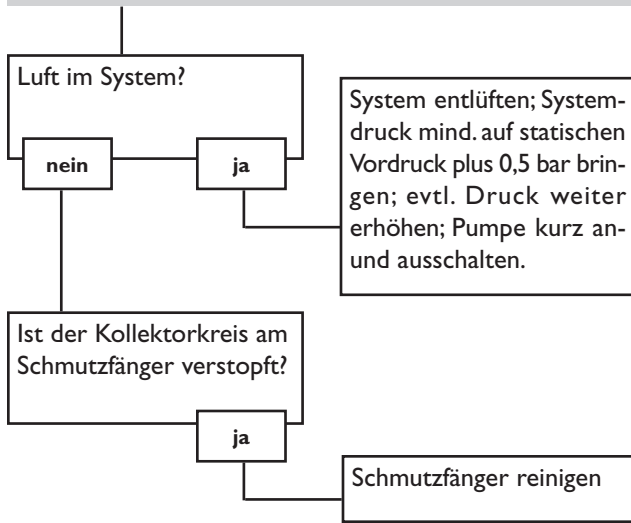 Luft im System?
nein
ja
System entlüften; System-
druck mind. auf statischen
Vordruck plus 0,5 bar brin-
gen; evtl. Druck weiter
erhöhen; Pumpe kurz an-
und ausschalten.
Ist der Kollektorkreis am
Schmutzfänger verstopft?
ja
Schmutzfänger reinigen